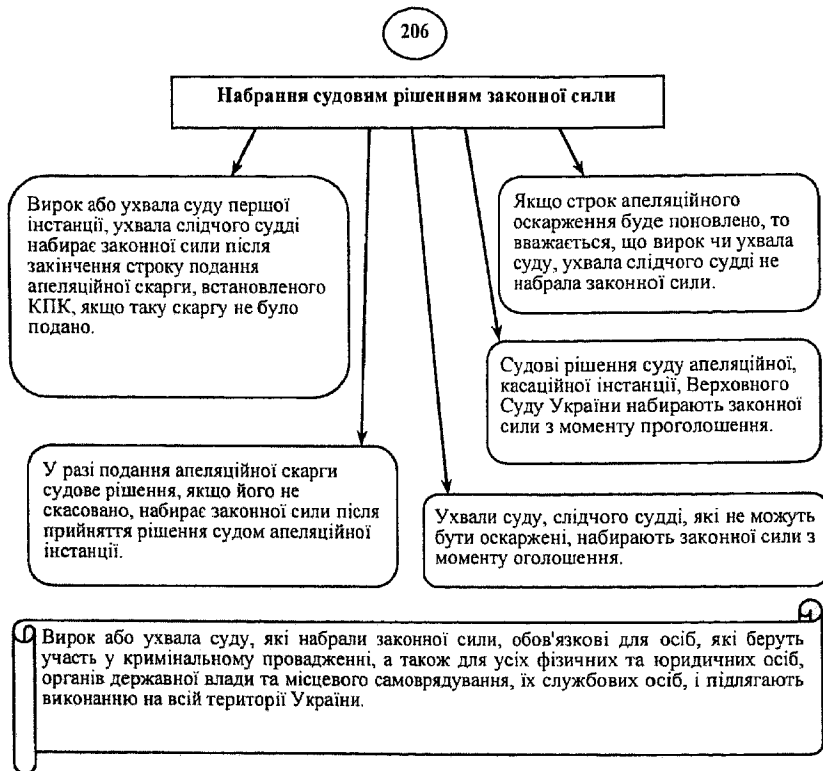 206
Набрання судовим рішенням законної сили
Вирок або ухвала суду першої
інстанції, ухвала слідчого судді
набирає законної сили після
закінчення строку подання
апеляційної скарги, встановленого
КПК, якщо таку скаргу не було
подано.
Якщо строк апеляційного
оскарження буде поновлено, то
вважається, що вирок чи ухвала
суду, ухвала слідчого судді не
набрала законної сили.
Судові рішення суду апеляційної,
касаційної інстанції, Верховного
Суду України набирають законної
сили з моменту проголошення.
У разі подання апеляційної скарги
судове рішення, якщо його не
скасовано, набирає законної сили після
прийняття рішення судом апеляційної
інстанції.
Ухвали суду, слідчого судді, які не можуть
бути оскаржені, набирають законної сили з
моменту оголошення.
Вирок або ухвала суду, які набрали законної сили, обов'язкові для осіб, які беруть
участь у кримінальному провадженні, а також для усіх фізичних та юридичних осіб,
органів державної влади та місцевого самоврядування, їх службових осіб, і підлягають
виконанню на всій території України.